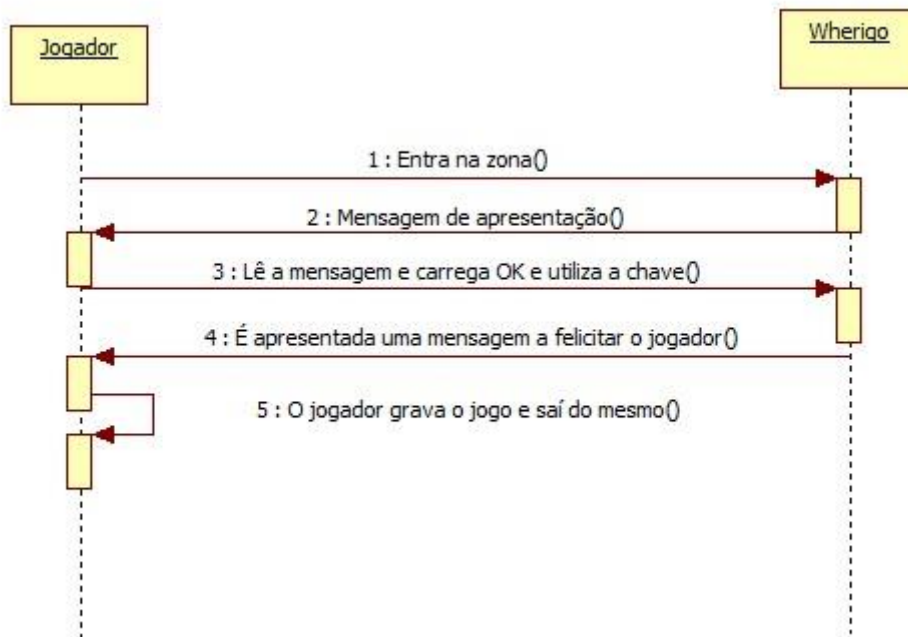 Jogador
Wherigo
1 : Entra na zona()
2 : Mensagem de apresentação()
3 : Lê a mensagem e carrega OK e utiliza a chave()
4 : É apresentada uma mensagem a felicitar o jogador()
5 : O jogador grava o jogo e saí do mesmo()